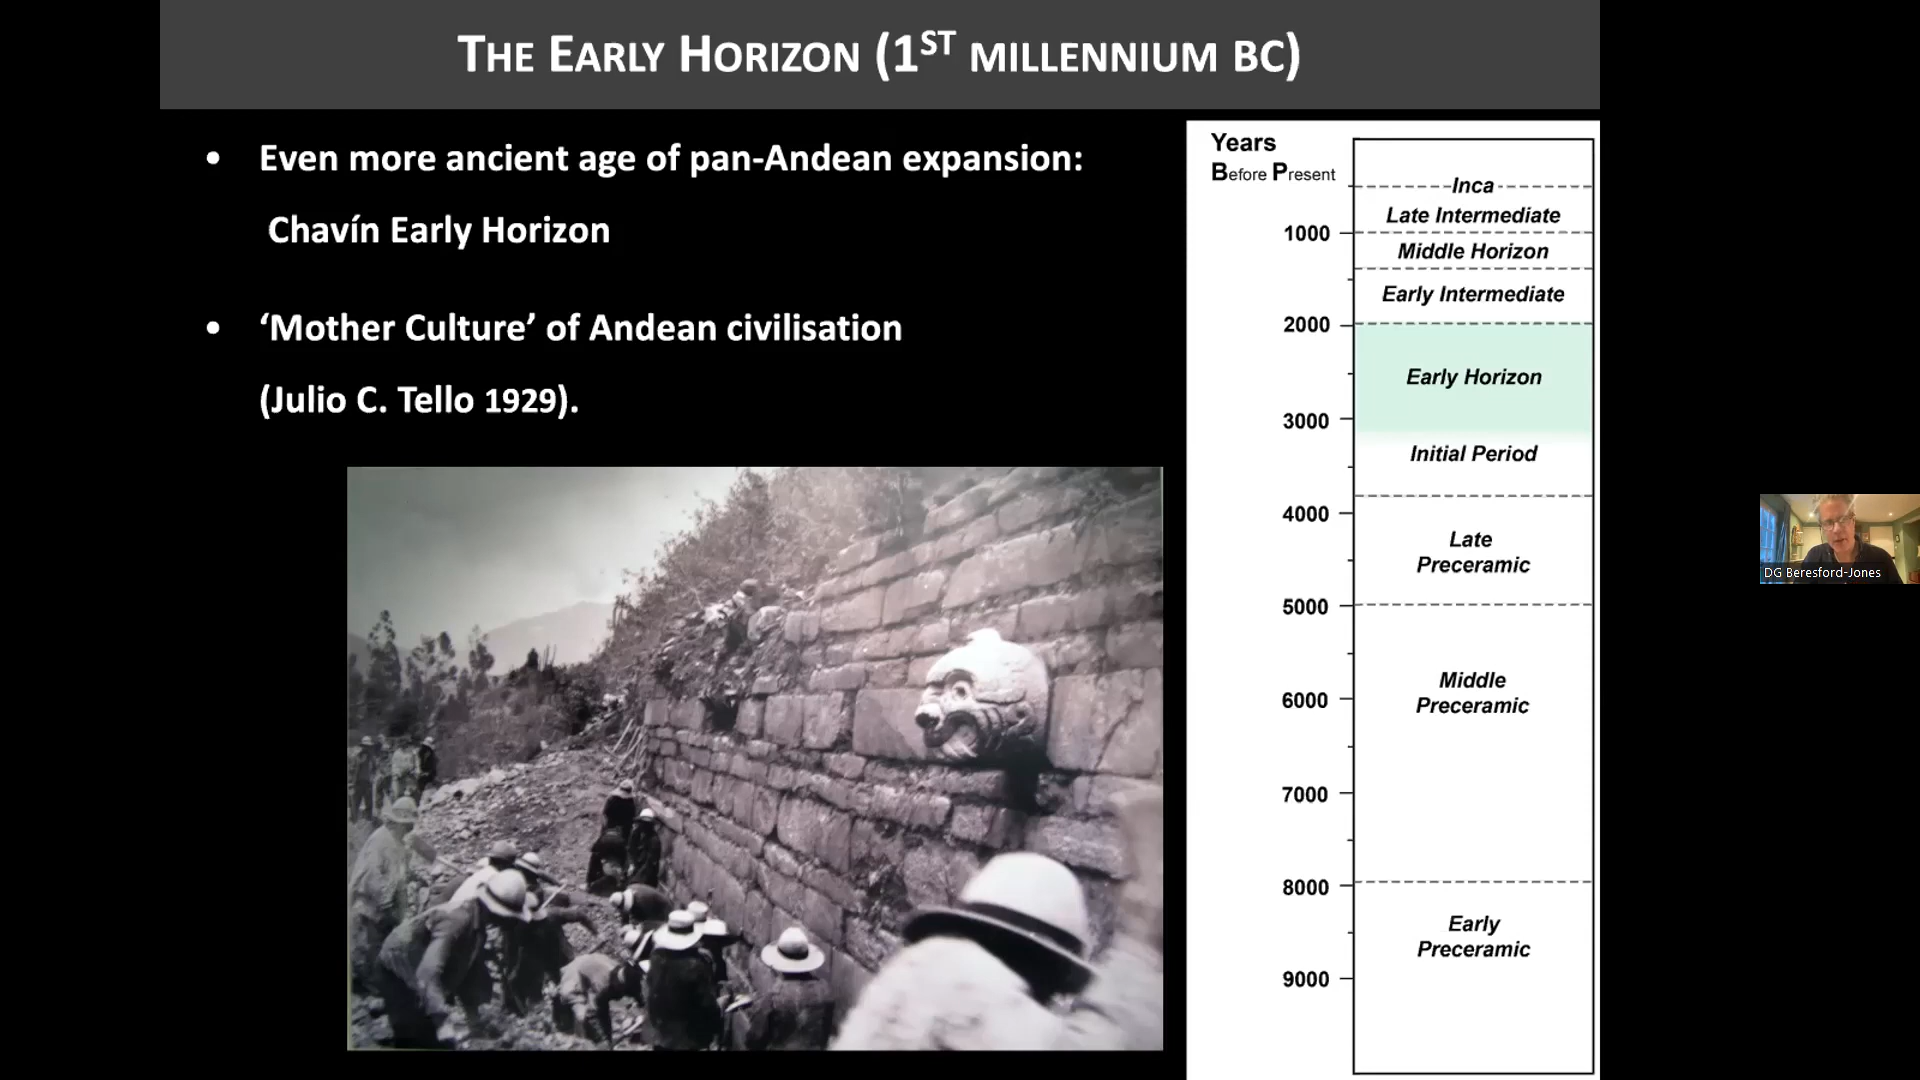 THE EARLY HORIZON (1ST MILLENNIUM BC)
• Even more ancient age of pan-Andean expansion:
Chavín Early Horizon
• ‘Mother Culture’ of Andean civilisation
(Julio C. Tello 1929).
Years
Before Present
Inca
Late Intermediate
1000
Middle Horizon
Early Intermediate
2000
Early Horizon
3000
Initial Period
4000
Late
Preceramic
5000
Middle
Preceramic
6000
7000
8000
Early
Preceramic
9000
DG Beresford-Jones